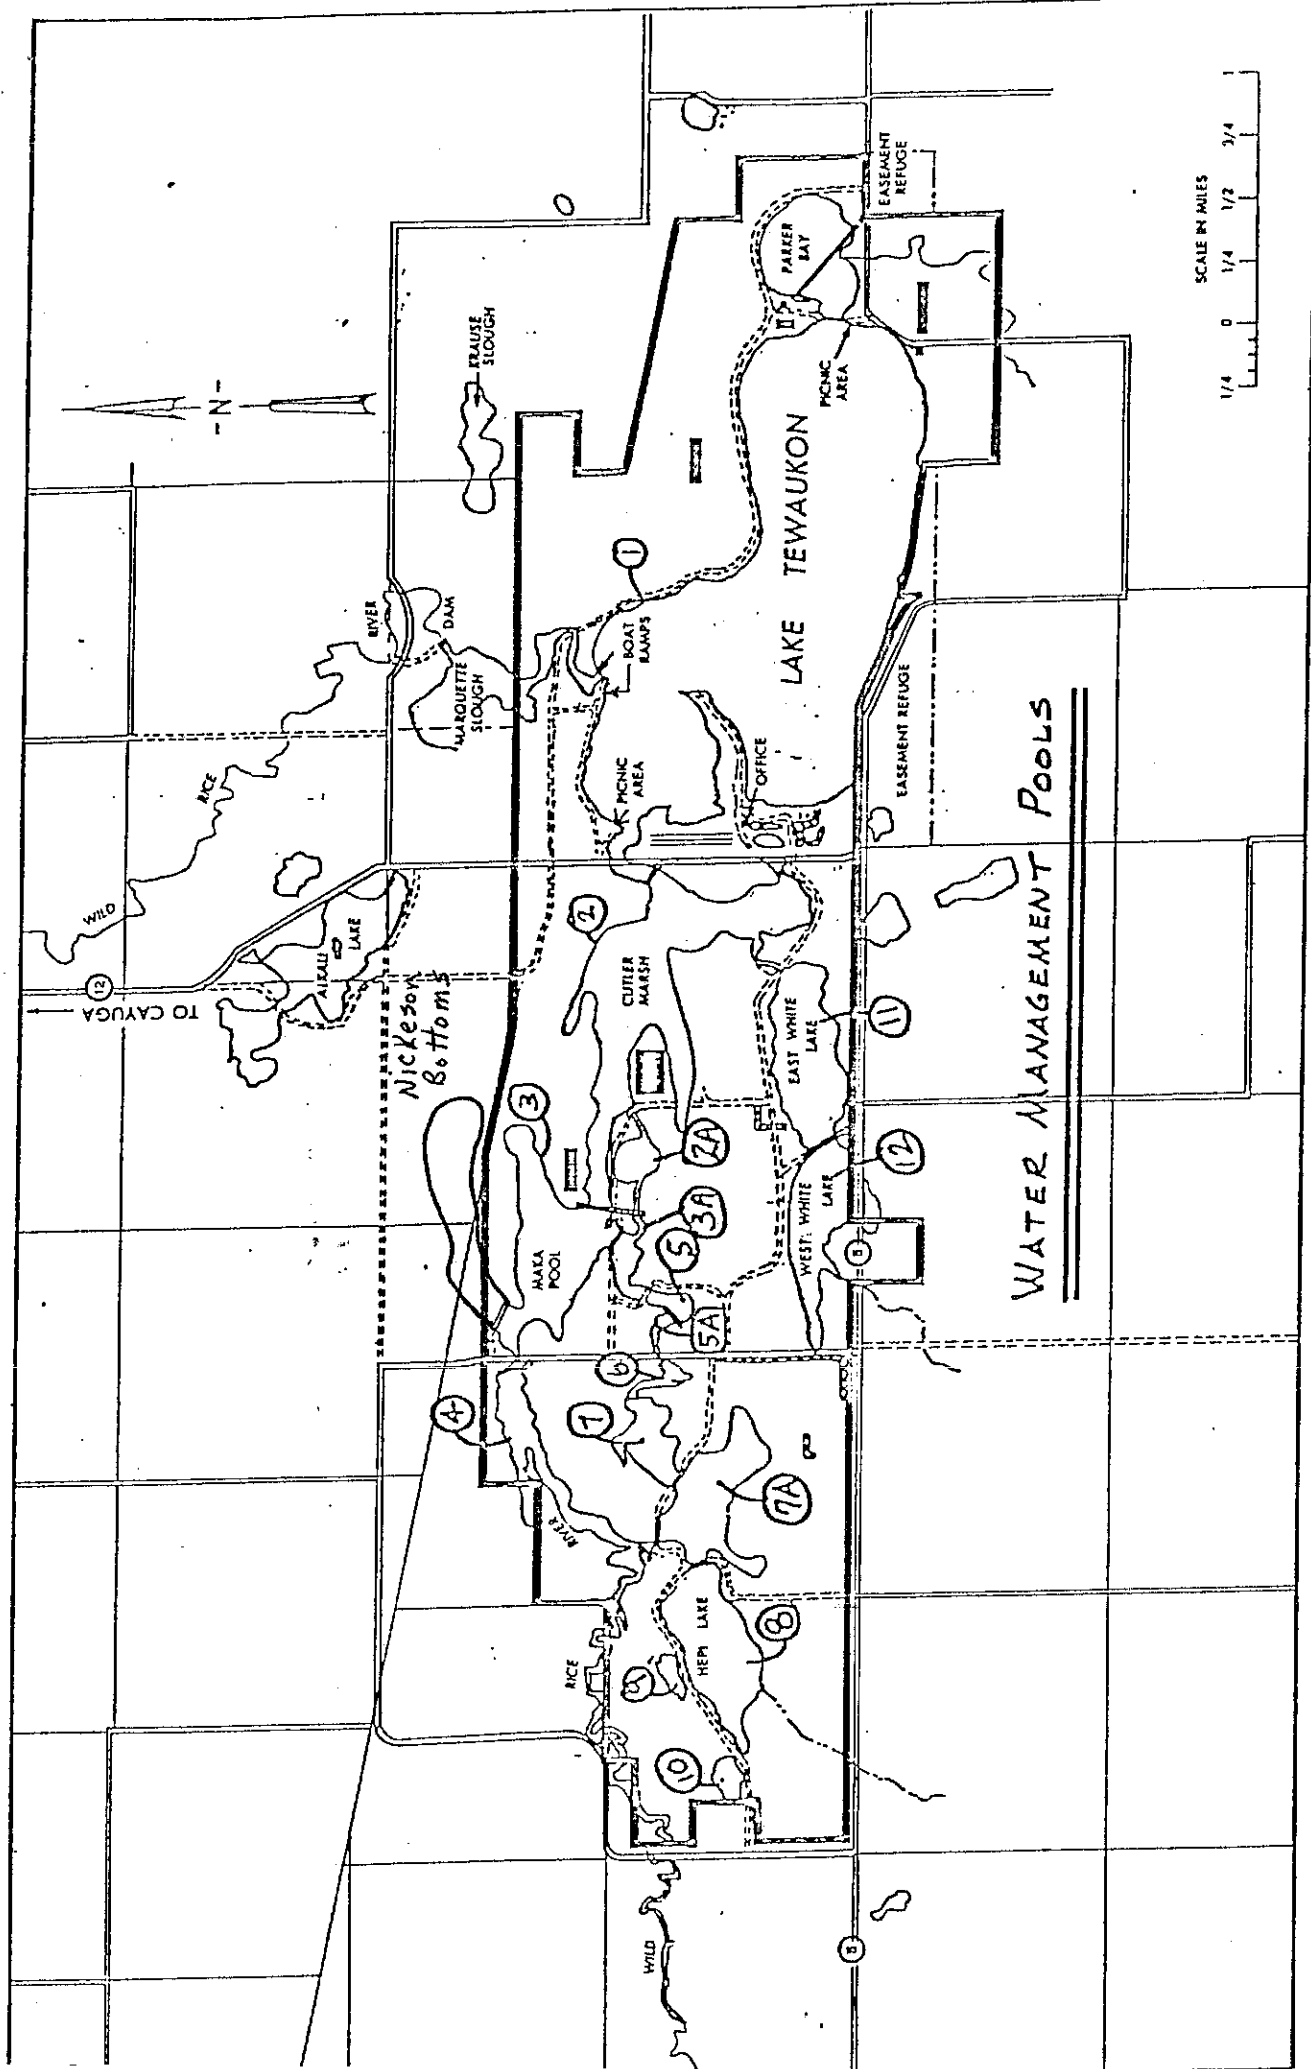 TO CAYUGA
12
WILD
RICE
RIVER
ALKALI
LAKE
MARQUETTE
SLOUGH
DAM
- N -
KRAUSE
SLOUGH
Nickeson
Bottoms
4
3
MAKA
POOL
2
CUTLER
MARSH
PICNIC
AREA
BOAT
RAMPS
1
RICE
RIVER
WILD
10
9
HEPI LAKE
8
7
7A
6
5A
5
3A
2A
WEST WHITE
LAKE
12
EAST WHITE
LAKE
11
OFFICE
LAKE TEWAUKON
PICNIC
AREA
PARKER
BAY
EASEMENT
REFUGE
EASEMENT REFUGE
WATER MANAGEMENT POOLS
SCALE IN MILES
1/4 0 1/4 1/2 3/4 1